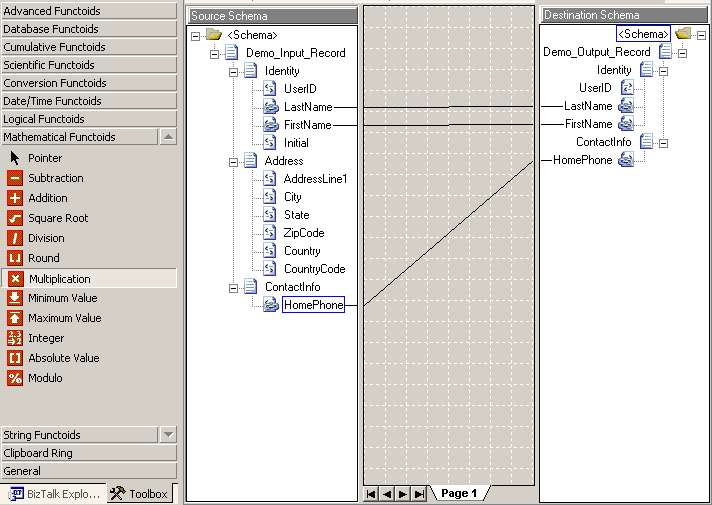 Advanced Functoids
Database Functoids
Cumulative Functoids
Scientific Functoids
Conversion Functoids
Date/Time Functoids
Logical Functoids
Mathematical Functoids
Pointer
Subtraction
Addition
Square Root
Division
Round
Multiplication
Minimum Value
Maximum Value
Integer
Absolute Value
Modulo
String Functoids
Clipboard Ring
General
BizTalk Explo...
Toolbox
Source Schema
<Schema>
Demo_Input_Record
Identity
UserID
LastName
FirstName
Initial
Address
AddressLine1
City
State
ZipCode
Country
CountryCode
ContactInfo
HomePhone
Page 1
Destination Schema
<Schema>
Demo_Output_Record
Identity
UserID
LastName
FirstName
ContactInfo
HomePhone